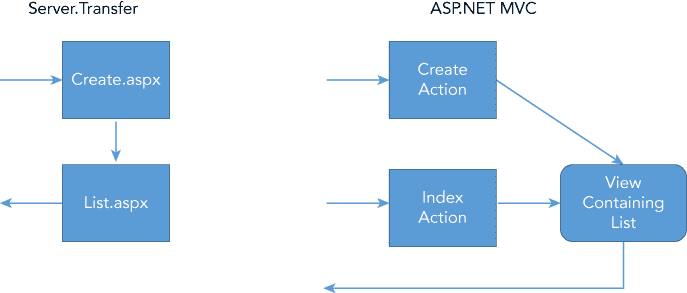 Server.Transfer
ASP.NET MVC
Create.aspx
Create
Action
List.aspx
Index
Action
View
Containing
List